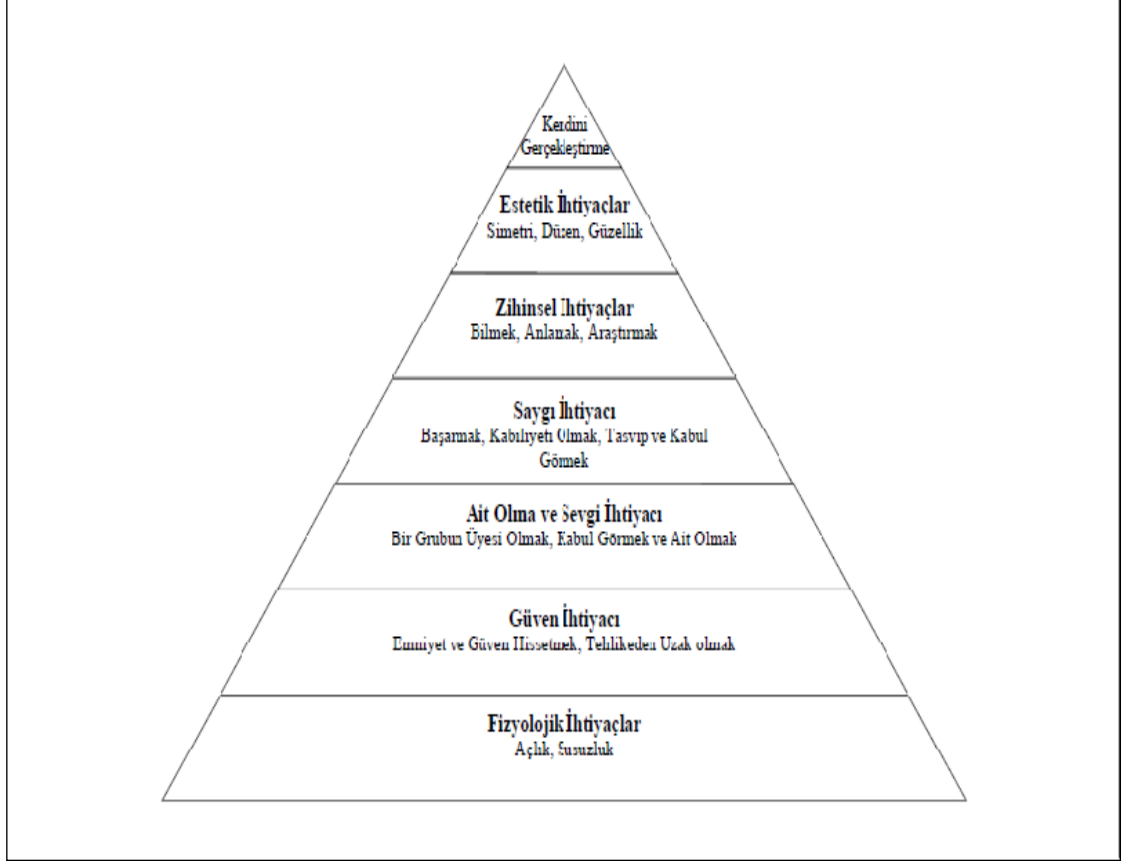 Kendini
Gerçekleştirme
Estetik İhtiyaçlar
Simetri, Düzen, Güzellik
Zihinsel İhtiyaçlar
Bilmek, Anlamak, Araştırmak
Saygı İhtiyacı
Başarmak, Kabiliyeti Olmak, Tasvip ve Kabul
Görmek
Ait Olma ve Sevgi İhtiyacı
Bir Grubun Üyesi Olmak, Kabul Görmek ve Ait Olmak
Güven İhtiyacı
Emniyet ve Güven Hissetmek, Tehlikeden Uzak olmak
Fizyolojik İhtiyaçlar
Açlık, Susuzluk